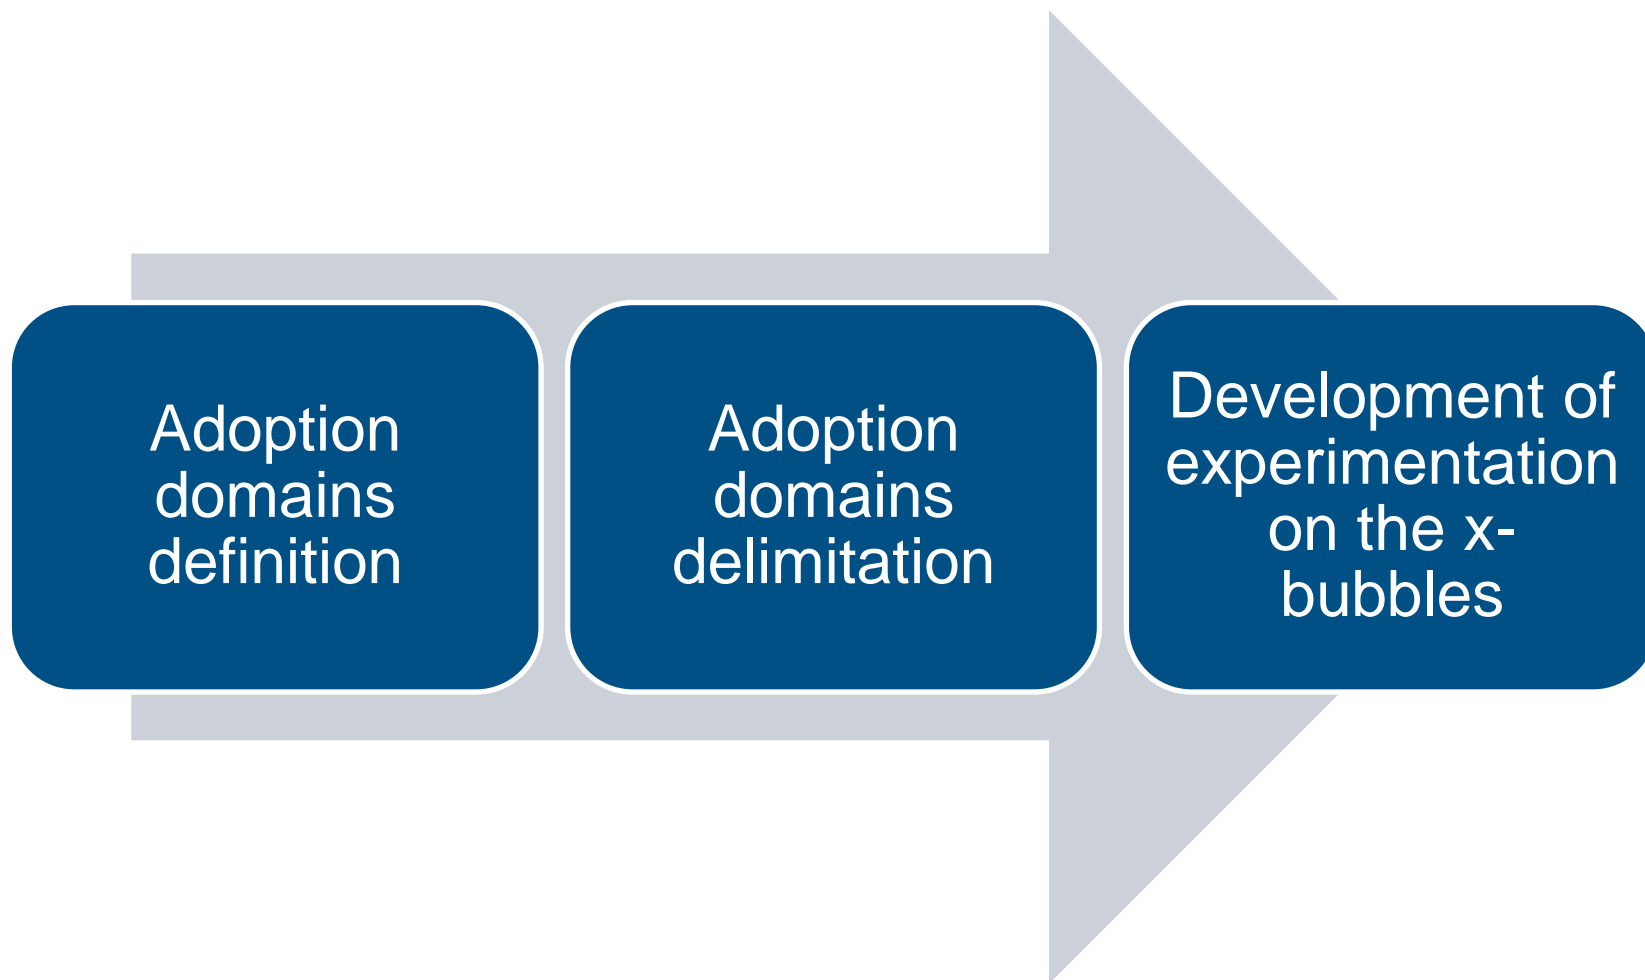 Adoption
domains
definition
Adoption
domains
delimitation
Development of
experimentation
on the x-
bubbles